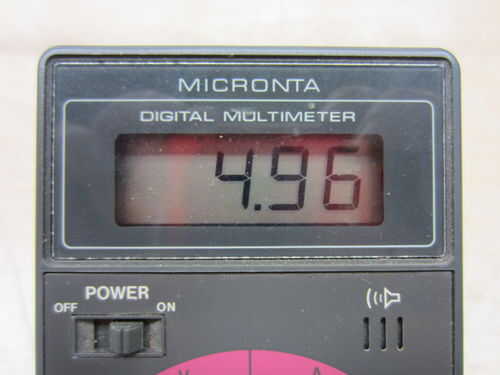 MICRONTA
DIGITAL MULTIMETER
4.96
POWER
OFF ON